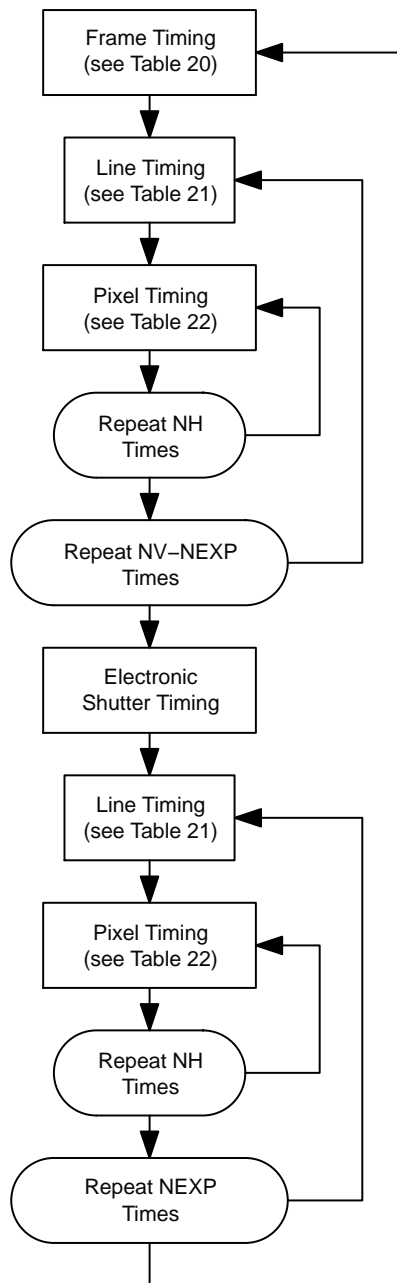 Frame Timing
(see Table 20)
Line Timing
(see Table 21)
Pixel Timing
(see Table 22)
Repeat NH
Times
Repeat NV−NEXP
Times
Electronic
Shutter Timing
Line Timing
(see Table 21)
Pixel Timing
(see Table 22)
Repeat NH
Times
Repeat NEXP
Times